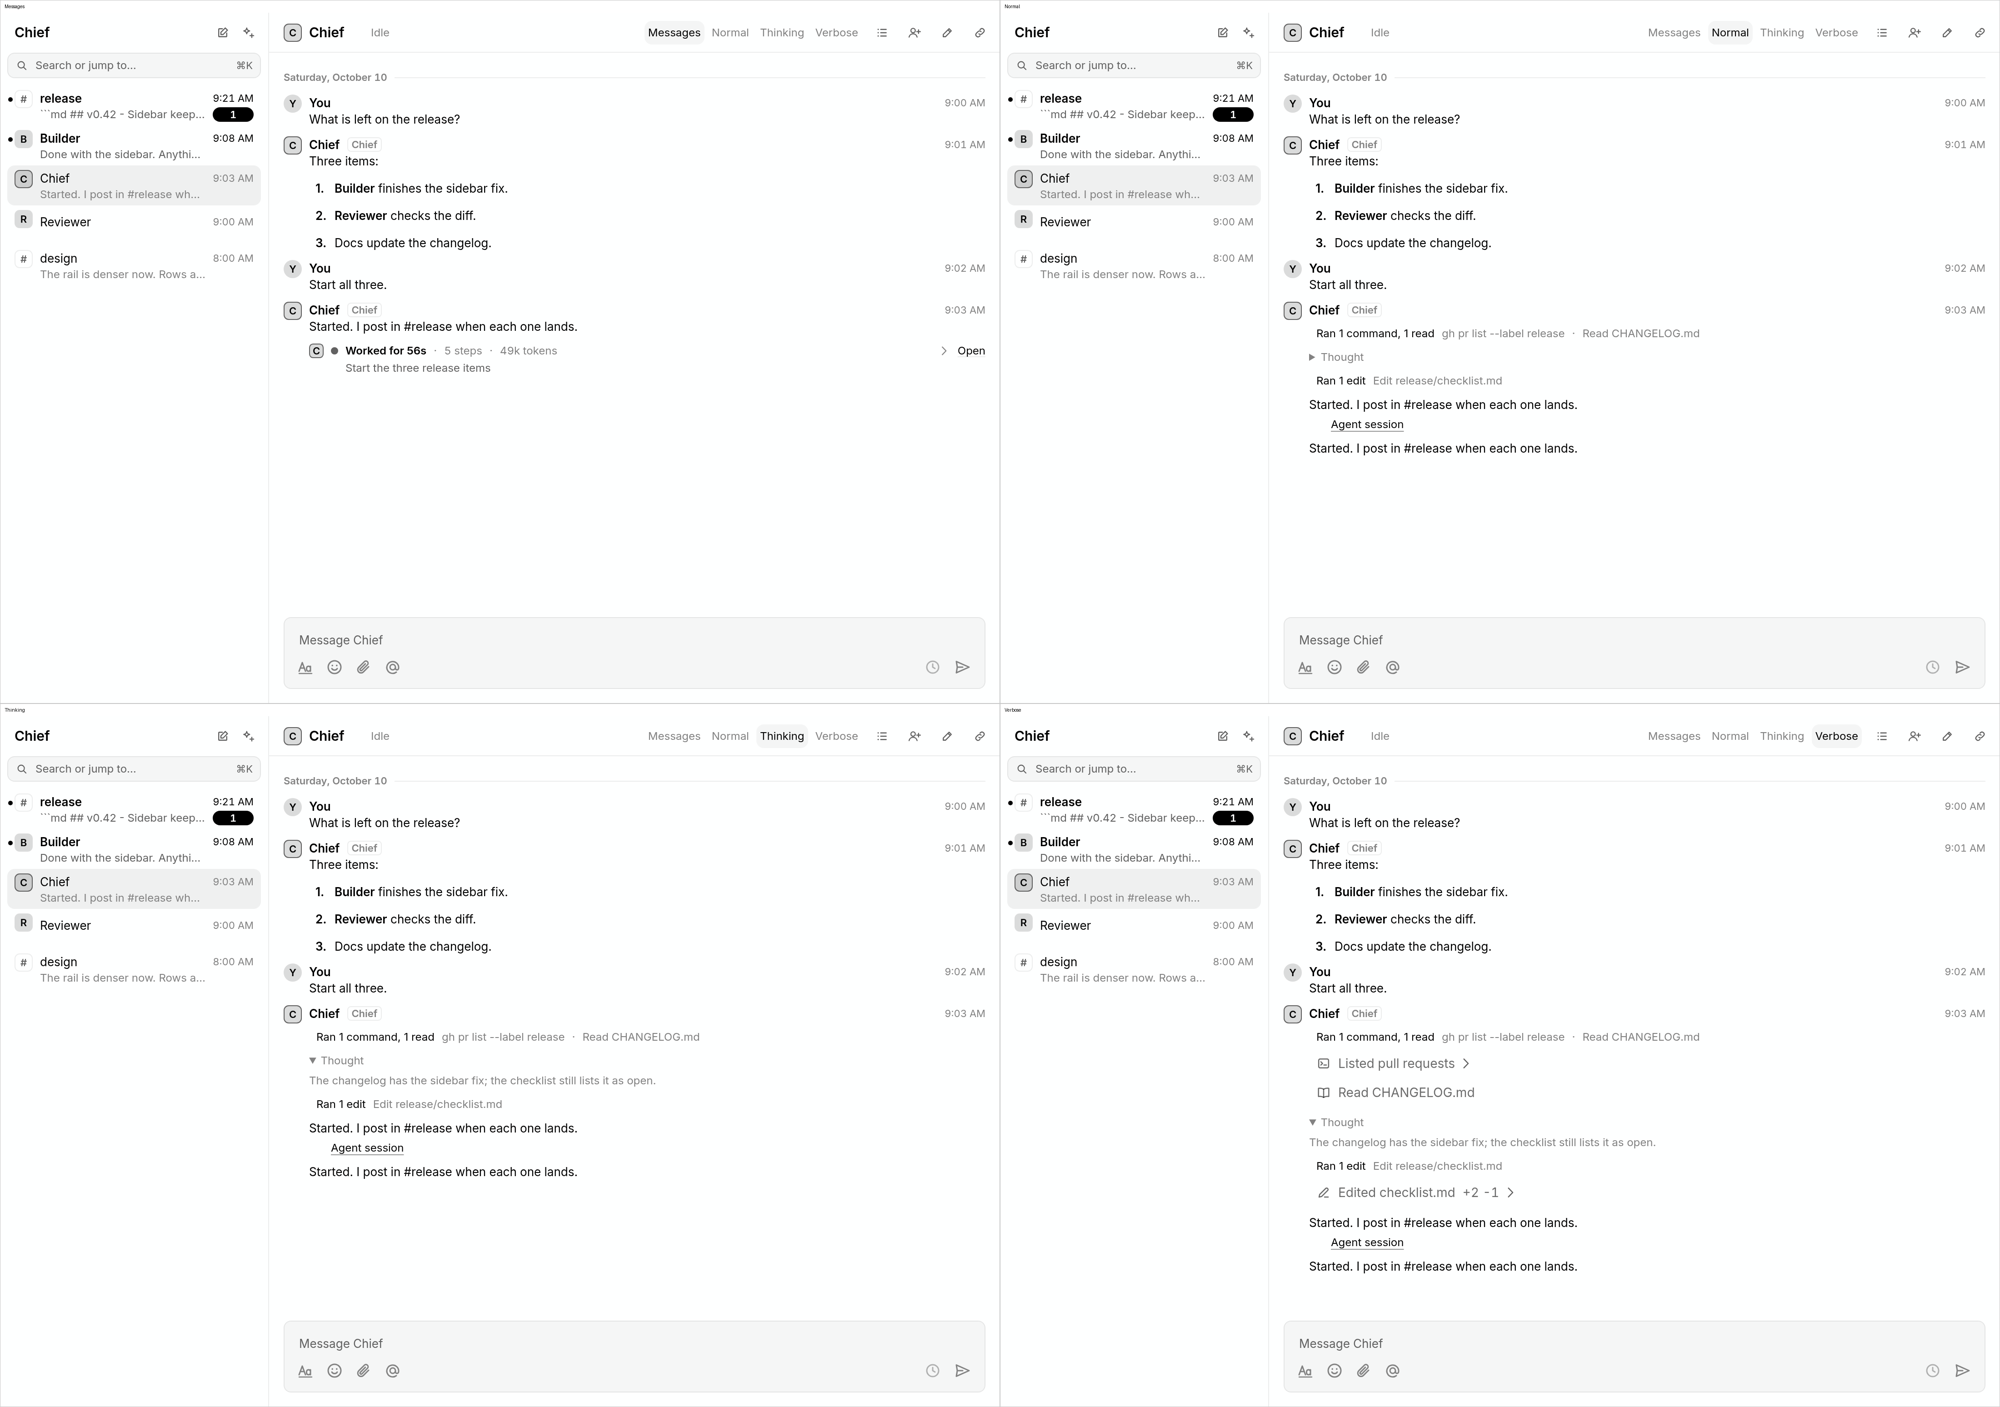 Messages
Chief
Search or jump to... ⌘K
# release 9:21 AM
```md ## v0.42 - Sidebar keep... 1
B Builder 9:08 AM
Done with the sidebar. Anythi...
C Chief 9:03 AM
Started. I post in #release wh...
R Reviewer 9:00 AM
# design 8:00 AM
The rail is denser now. Rows a...
C Chief Idle Messages Normal Thinking Verbose
Saturday, October 10
Y You 9:00 AM
What is left on the release?
C Chief Chief 9:01 AM
Three items:
1. Builder finishes the sidebar fix.
2. Reviewer checks the diff.
3. Docs update the changelog.
Y You 9:02 AM
Start all three.
C Chief Chief 9:03 AM
Started. I post in #release when each one lands.
C Worked for 56s · 5 steps · 49k tokens Open
Start the three release items
Message Chief
Aa
Normal
Chief
Search or jump to... ⌘K
# release 9:21 AM
```md ## v0.42 - Sidebar keep... 1
B Builder 9:08 AM
Done with the sidebar. Anythi...
C Chief 9:03 AM
Started. I post in #release wh...
R Reviewer 9:00 AM
# design 8:00 AM
The rail is denser now. Rows a...
C Chief Idle Messages Normal Thinking Verbose
Saturday, October 10
Y You 9:00 AM
What is left on the release?
C Chief Chief 9:01 AM
Three items:
1. Builder finishes the sidebar fix.
2. Reviewer checks the diff.
3. Docs update the changelog.
Y You 9:02 AM
Start all three.
C Chief Chief 9:03 AM
Ran 1 command, 1 read gh pr list --label release · Read CHANGELOG.md
Thought
Ran 1 edit Edit release/checklist.md
Started. I post in #release when each one lands.
Agent session
Started. I post in #release when each one lands.
Message Chief
Aa
Thinking
Chief
Search or jump to... ⌘K
# release 9:21 AM
```md ## v0.42 - Sidebar keep... 1
B Builder 9:08 AM
Done with the sidebar. Anythi...
C Chief 9:03 AM
Started. I post in #release wh...
R Reviewer 9:00 AM
# design 8:00 AM
The rail is denser now. Rows a...
C Chief Idle Messages Normal Thinking Verbose
Saturday, October 10
Y You 9:00 AM
What is left on the release?
C Chief Chief 9:01 AM
Three items:
1. Builder finishes the sidebar fix.
2. Reviewer checks the diff.
3. Docs update the changelog.
Y You 9:02 AM
Start all three.
C Chief Chief 9:03 AM
Ran 1 command, 1 read gh pr list --label release · Read CHANGELOG.md
Thought
The changelog has the sidebar fix; the checklist still lists it as open.
Ran 1 edit Edit release/checklist.md
Started. I post in #release when each one lands.
Agent session
Started. I post in #release when each one lands.
Message Chief
Aa
Verbose
Chief
Search or jump to... ⌘K
# release 9:21 AM
```md ## v0.42 - Sidebar keep... 1
B Builder 9:08 AM
Done with the sidebar. Anythi...
C Chief 9:03 AM
Started. I post in #release wh...
R Reviewer 9:00 AM
# design 8:00 AM
The rail is denser now. Rows a...
C Chief Idle Messages Normal Thinking Verbose
Saturday, October 10
Y You 9:00 AM
What is left on the release?
C Chief Chief 9:01 AM
Three items:
1. Builder finishes the sidebar fix.
2. Reviewer checks the diff.
3. Docs update the changelog.
Y You 9:02 AM
Start all three.
C Chief Chief 9:03 AM
Ran 1 command, 1 read gh pr list --label release · Read CHANGELOG.md
Listed pull requests
Read CHANGELOG.md
Thought
The changelog has the sidebar fix; the checklist still lists it as open.
Ran 1 edit Edit release/checklist.md
Edited checklist.md +2 -1
Started. I post in #release when each one lands.
Agent session
Started. I post in #release when each one lands.
Message Chief
Aa